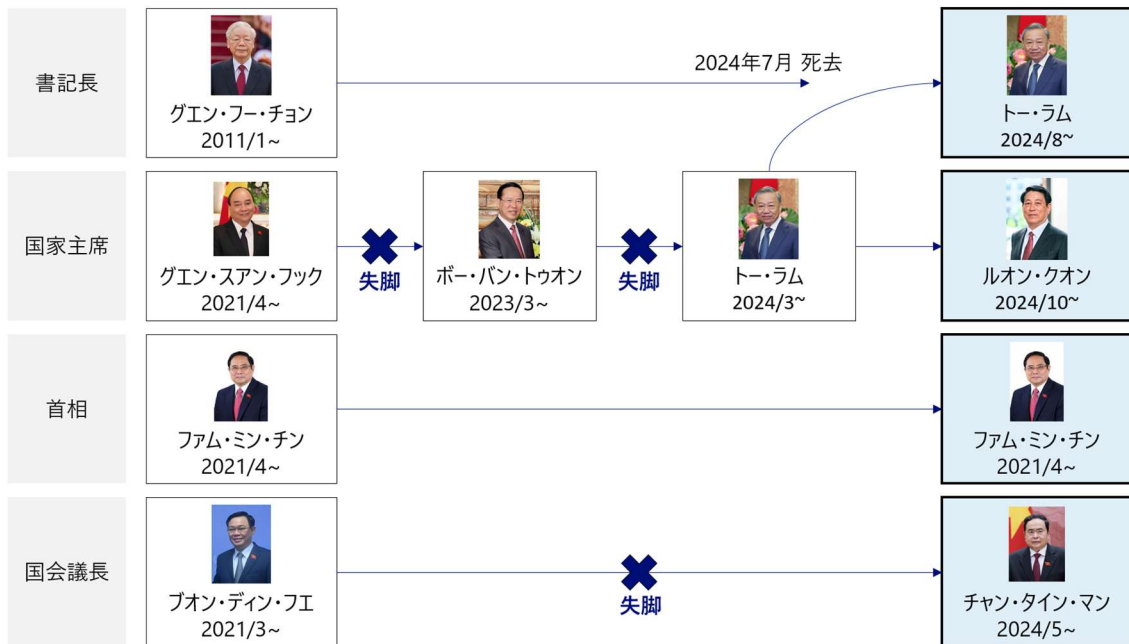 書記長
グエン・フー・チョン
2011/1~
2024年7月 死去
トー・ラム
2024/8~
国家主席
グエン・スアン・フック
2021/4~
失脚
ボー・バン・トゥオン
2023/3~
失脚
トー・ラム
2024/3~
ルオン・クオン
2024/10~
首相
ファム・ミン・チン
2021/4~
ファム・ミン・チン
2021/4~
国会議長
ブオン・ディン・フエ
2021/3~
失脚
チャン・タイン・マン
2024/5~